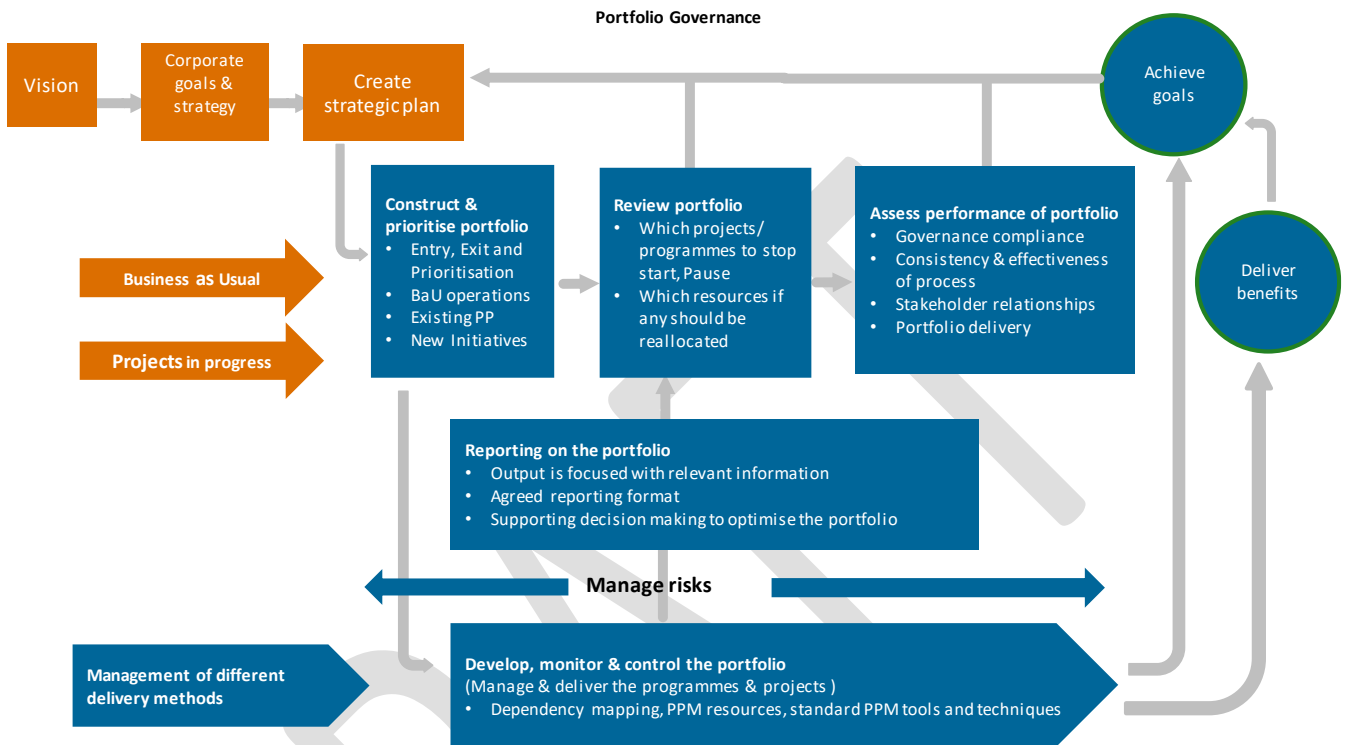 Portfolio Governance
Vision
Corporate
goals &
strategy
Create
strategic plan
Achieve
goals
Construct &
prioritise portfolio
• Entry, Exit and
Prioritisation
• BaU operations
• Existing PP
• New Initiatives
Review portfolio
• Which projects/
programmes to stop
start, Pause
• Which resources if
any should be
reallocated
Assess performance of portfolio
• Governance compliance
• Consistency & effectiveness
of process
• Stakeholder relationships
• Portfolio delivery
Deliver
benefits
Business as Usual
Projects in progress
Reporting on the portfolio
• Output is focused with relevant information
• Agreed reporting format
• Supporting decision making to optimise the portfolio
Manage risks
Management of different
delivery methods
Develop, monitor & control the portfolio
(Manage & deliver the programmes & projects )
• Dependency mapping, PPM resources, standard PPM tools and techniques